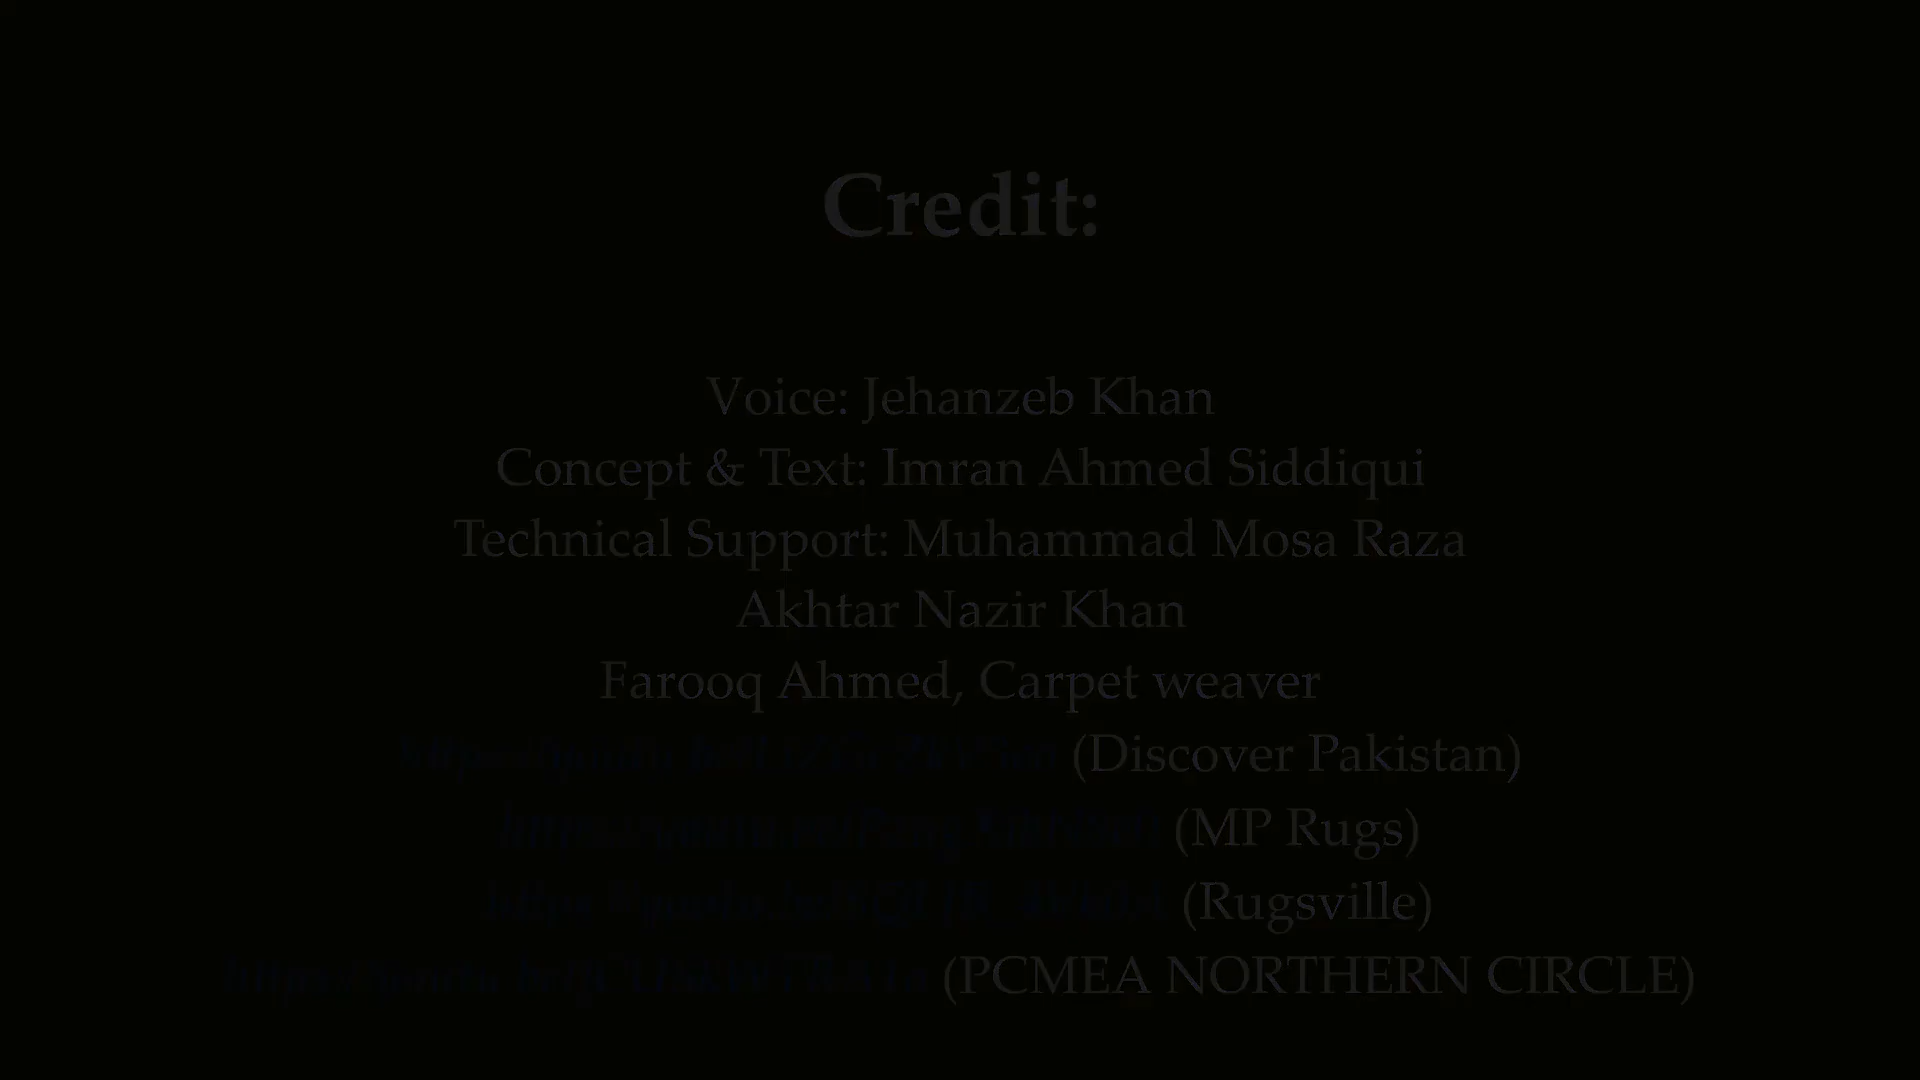 Credit:
Voice: Jehanzeb Khan
Concept & Text: Imran Ahmed Siddiqui
Technical Support: Muhammad Mosa Raza
Akhtar Nazir Khan
Farooq Ahmed, Carpet weaver
(Discover Pakistan)
(MP Rugs)
(Rugsville)
(PCMEA NORTHERN CIRCLE)